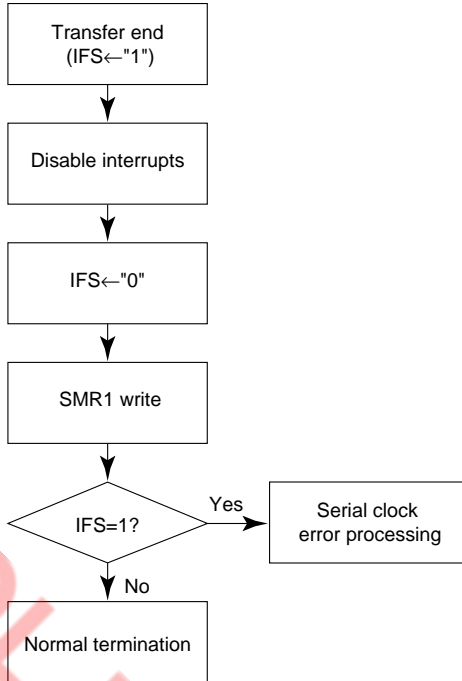 Transfer end
(IFS←"1")
Disable interrupts
IFS←"0"
SMR1 write
IFS=1?
Yes
Serial clock
error processing
No
Normal termination